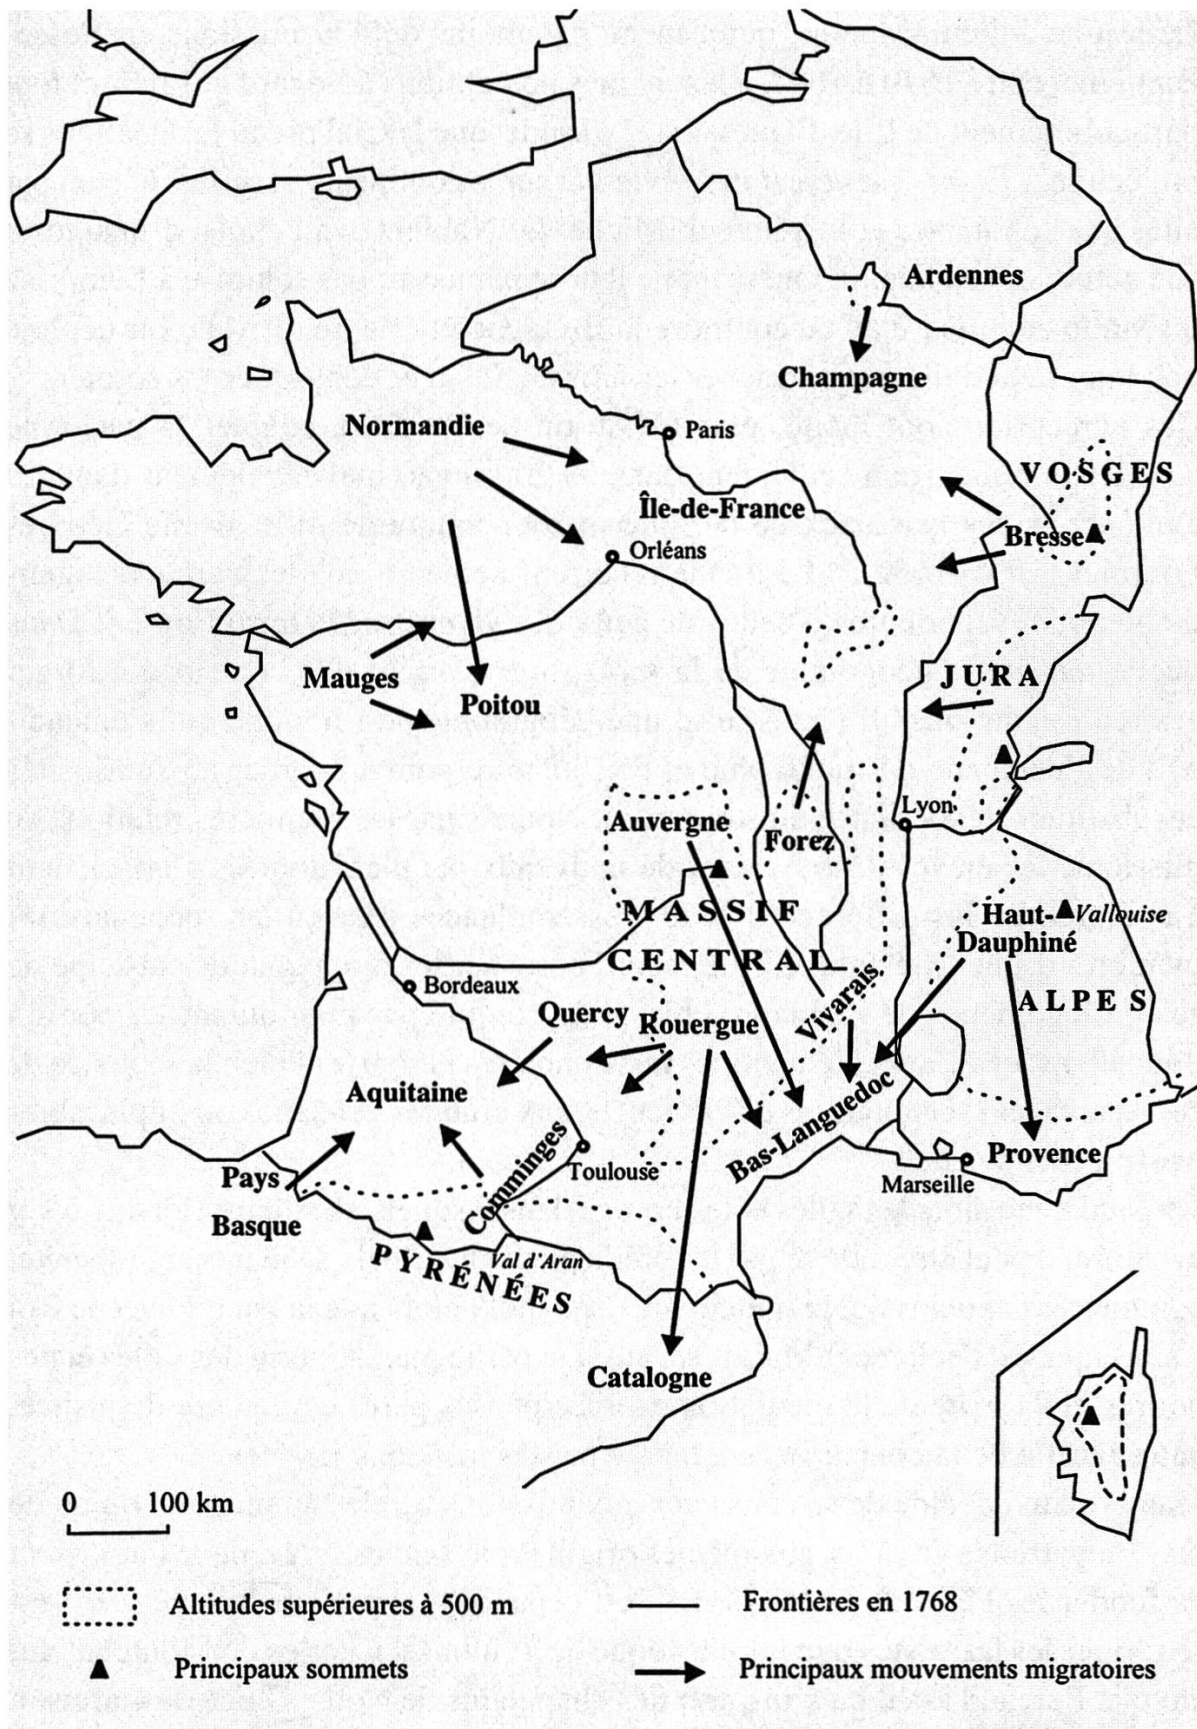 Ardennes
Champagne
Normandie
Paris
VOSGES
Île-de-France
Bresse
Orléans
JURA
Mauges
Poitou
Lyon
Auvergne
Forez
MASSIF
CENTRAL
Haut-
Dauphiné
Vallouise
ALPES
Bordeaux
Vivarais
Quercy
Rouergue
Aquitaine
Bas-Languedoc
Comminges
Toulouse
Provence
Marseille
Pays
Basque
Val d'Aran
PYRÉNÉES
Catalogne
0 100 km
Altitudes supérieures à 500 m
Frontières en 1768
Principaux sommets
Principaux mouvements migratoires